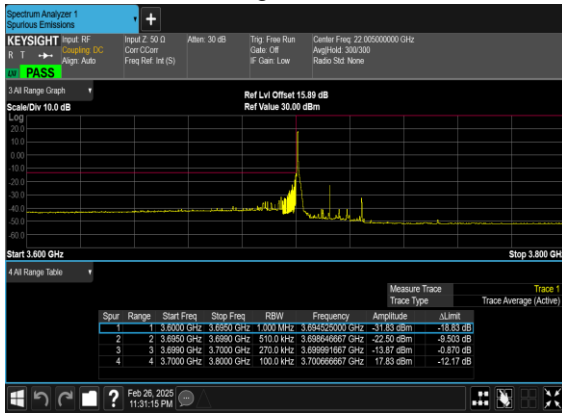 Spectrum Analyzer 1
Spurious Emissions
KEYSIGHT Input: RF Input Z: 50 Ω Atten: 30 dB Trig: Free Run Center Freq: 22.005000000 GHz
R T Coupling: DC Corr CCorr Gate: Off Avg|Hold: 300/300
Align: Auto Freq Ref: Int (S) IF Gain: Low Radio Std: None
PASS
3 All Range Graph
Ref Lvl Offset 15.89 dB
Scale/Div 10.0 dB Ref Value 30.00 dBm
Log
20.0
10.0
0.00
-10.0
-20.0
-30.0
-40.0
-50.0
-60.0
Start 3.600 GHz Stop 3.800 GH
4 All Range Table
Measure Trace Trace 1
Trace Type Trace Average (Active)
Spur Range Start Freq Stop Freq RBW Frequency Amplitude ΔLimit
1 1 3.6000 GHz 3.6950 GHz 1.000 MHz 3.694525000 GHz -31.83 dBm -18.83 dB
2 2 3.6950 GHz 3.6990 GHz 510.0 kHz 3.698646667 GHz -22.50 dBm -9.503 dB
3 3 3.6990 GHz 3.7000 GHz 270.0 kHz 3.699991667 GHz -13.87 dBm -0.870 dB
4 4 3.7000 GHz 3.8000 GHz 100.0 kHz 3.700666667 GHz 17.83 dBm -12.17 dB
Feb 26, 2025
11:31:15 PM